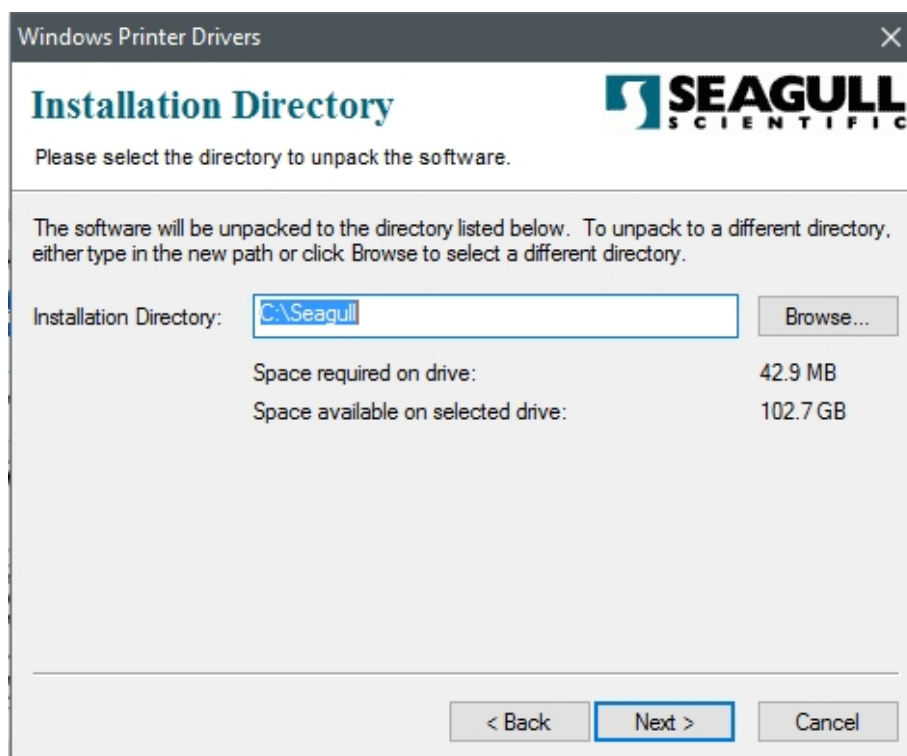 Windows Printer Drivers
Installation Directory
SEAGULL
SCIENTIFIC
Please select the directory to unpack the software.
The software will be unpacked to the directory listed below. To unpack to a different directory,
either type in the new path or click Browse to select a different directory.
Installation Directory: C:\Seagull Browse...
Space required on drive: 42.9 MB
Space available on selected drive: 102.7 GB
< Back Next > Cancel